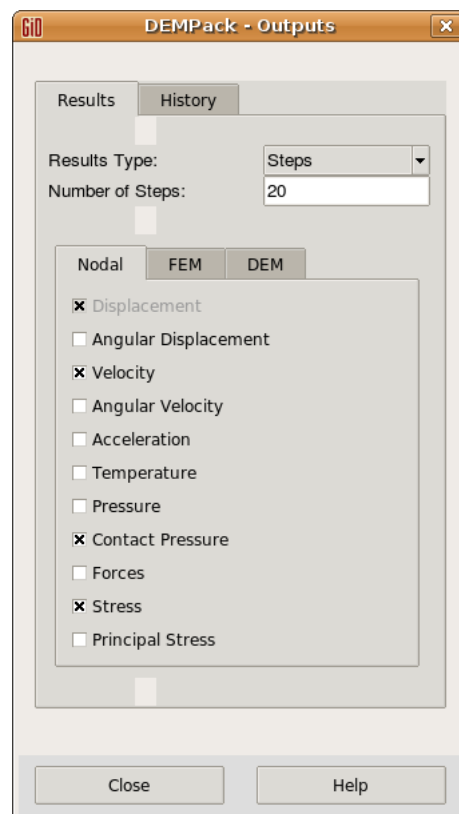 GiD DEMPack - Outputs
Results History
Results Type: Steps
Number of Steps: 20
Nodal FEM DEM
Displacement
Angular Displacement
Velocity
Angular Velocity
Acceleration
Temperature
Pressure
Contact Pressure
Forces
Stress
Principal Stress
Close Help